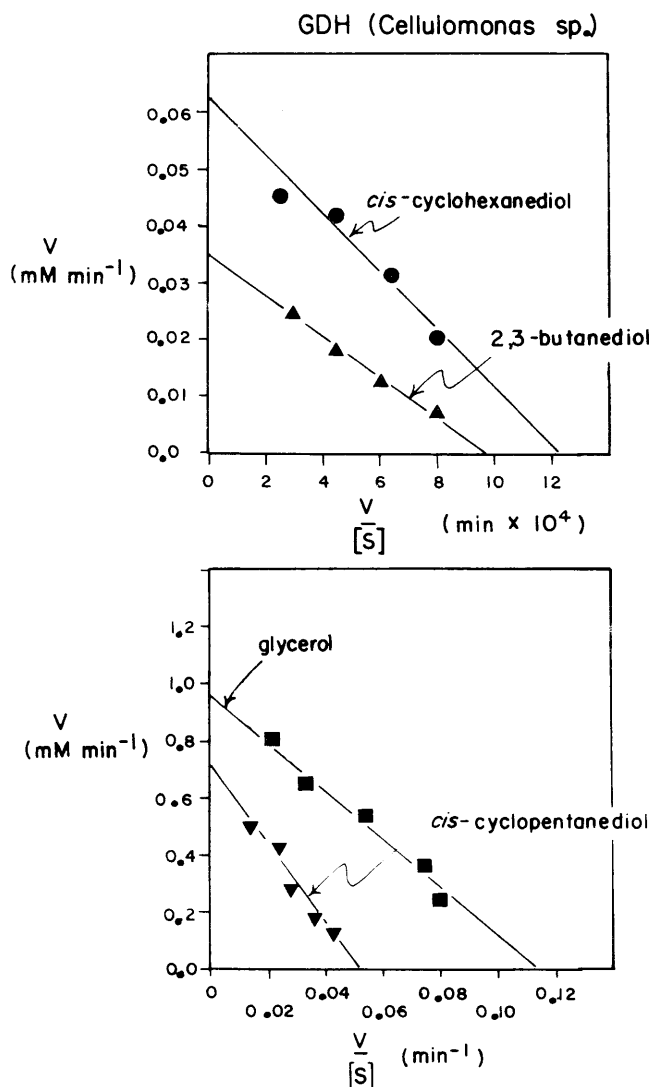 GDH (Cellulomonas sp.)
0.06
0.05
0.04
0.03
0.02
0.01
0.0
V
(mM min⁻¹)
cis-cyclohexanediol
2,3-butanediol
0 2 4 6 8 10 12
V
[S]
(min × 10⁴)
1.2
1.0
0.8
0.6
0.4
0.2
0.0
V
(mM min⁻¹)
glycerol
cis-cyclopentanediol
0 0.04 0.08 0.12
0.02 0.06 0.10
V
[S]
(min⁻¹)